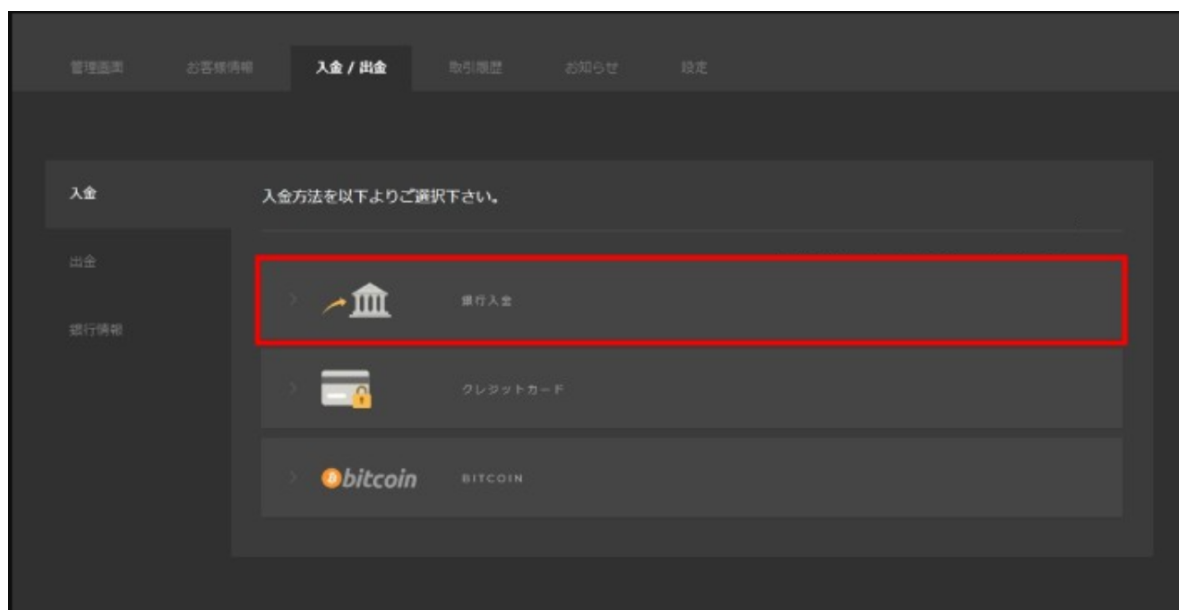 管理画面 お客様情報 入金 / 出金 取引履歴 お知らせ 設定
入金
入金方法を以下よりご選択下さい。
出金
銀行入金
銀行情報
クレジットカード
bitcoin BITCOIN